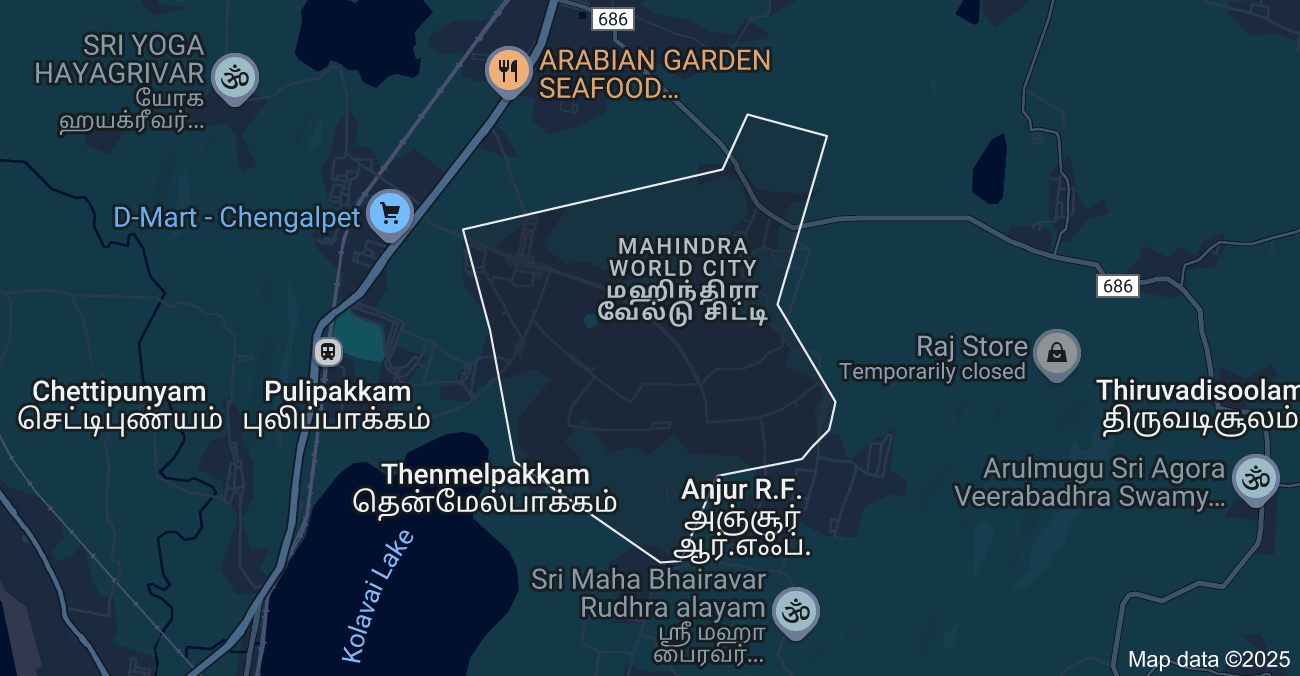 686
SRI YOGA
HAYAGRIVAR
யோக
ஹயக்ரீவர்...
ARABIAN GARDEN
SEAFOOD...
D-Mart - Chengalpet
MAHINDRA
WORLD CITY
மஹிந்திரா
வேல்டு சிட்டி
686
Raj Store
Temporarily closed
Chettipunyam
செட்டிபுண்யம்
Pulipakkam
புலிப்பாக்கம்
Thiruvadisoolam
திருவடிசூலம்
Thenmelpakkam
தென்மேல்பாக்கம்
Anjur R.F.
அஞ்சூர்
ஆர்.எஃப்.
Arulmugu Sri Agora
Veerabadhra Swamy...
Kolavai Lake
Sri Maha Bhairavar
Rudhra alayam
ஸ்ரீ மஹா
பைரவர்...
Map data ©2025